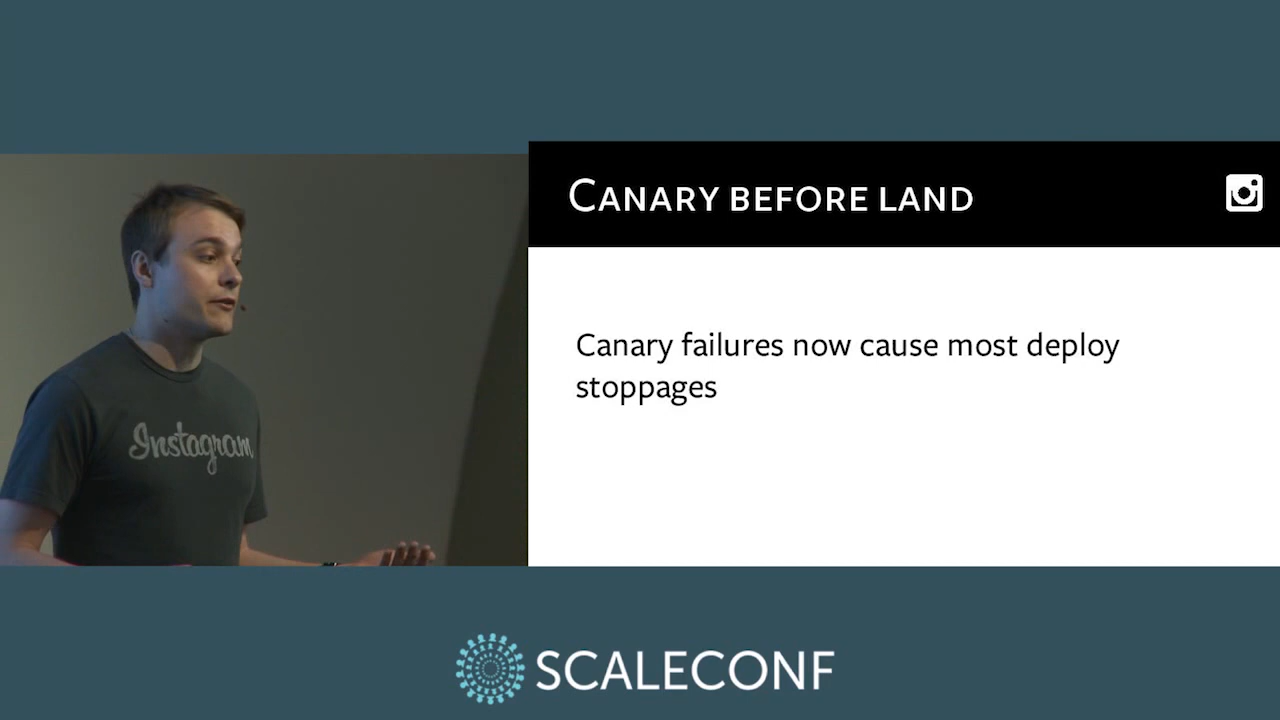 Canary before land
Canary failures now cause most deploy
stoppages
Instagram
SCALECONF